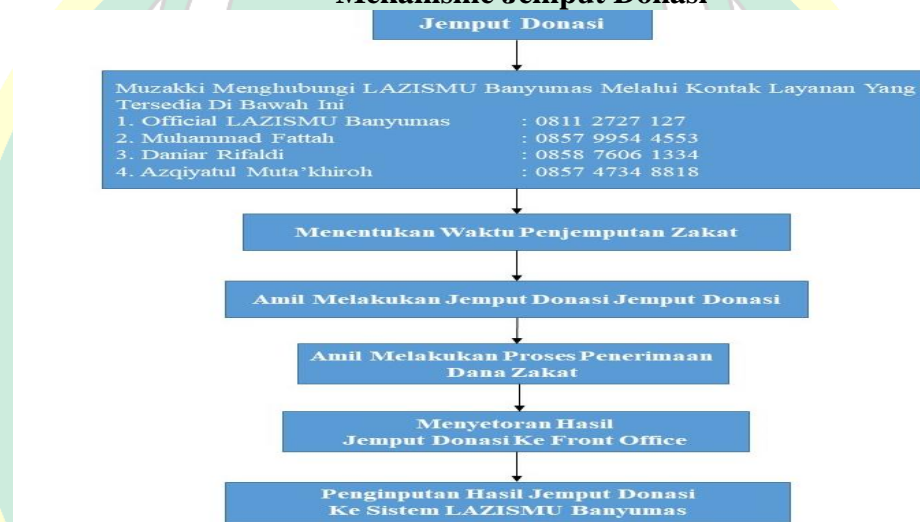 Mekanisme Jemput Donasi
Jemput Donasi
Muzakki Menghubungi LAZISMU Banyumas Melalui Kontak Layanan Yang
Tersedia Di Bawah Ini
1. Official LAZISMU Banyumas : 0811 2727 127
2. Muhammad Fattah : 0857 9954 4553
3. Daniar Rifaldi : 0858 7606 1334
4. Azqiyatul Muta’khiroh : 0857 4734 8818
Menentukan Waktu Penjemputan Zakat
Amil Melakukan Jemput Donasi Jemput Donasi
Amil Melakukan Proses Penerimaan
Dana Zakat
Menyetoran Hasil
Jemput Donasi Ke Front Office
Penginputan Hasil Jemput Donasi
Ke Sistem LAZISMU Banyumas